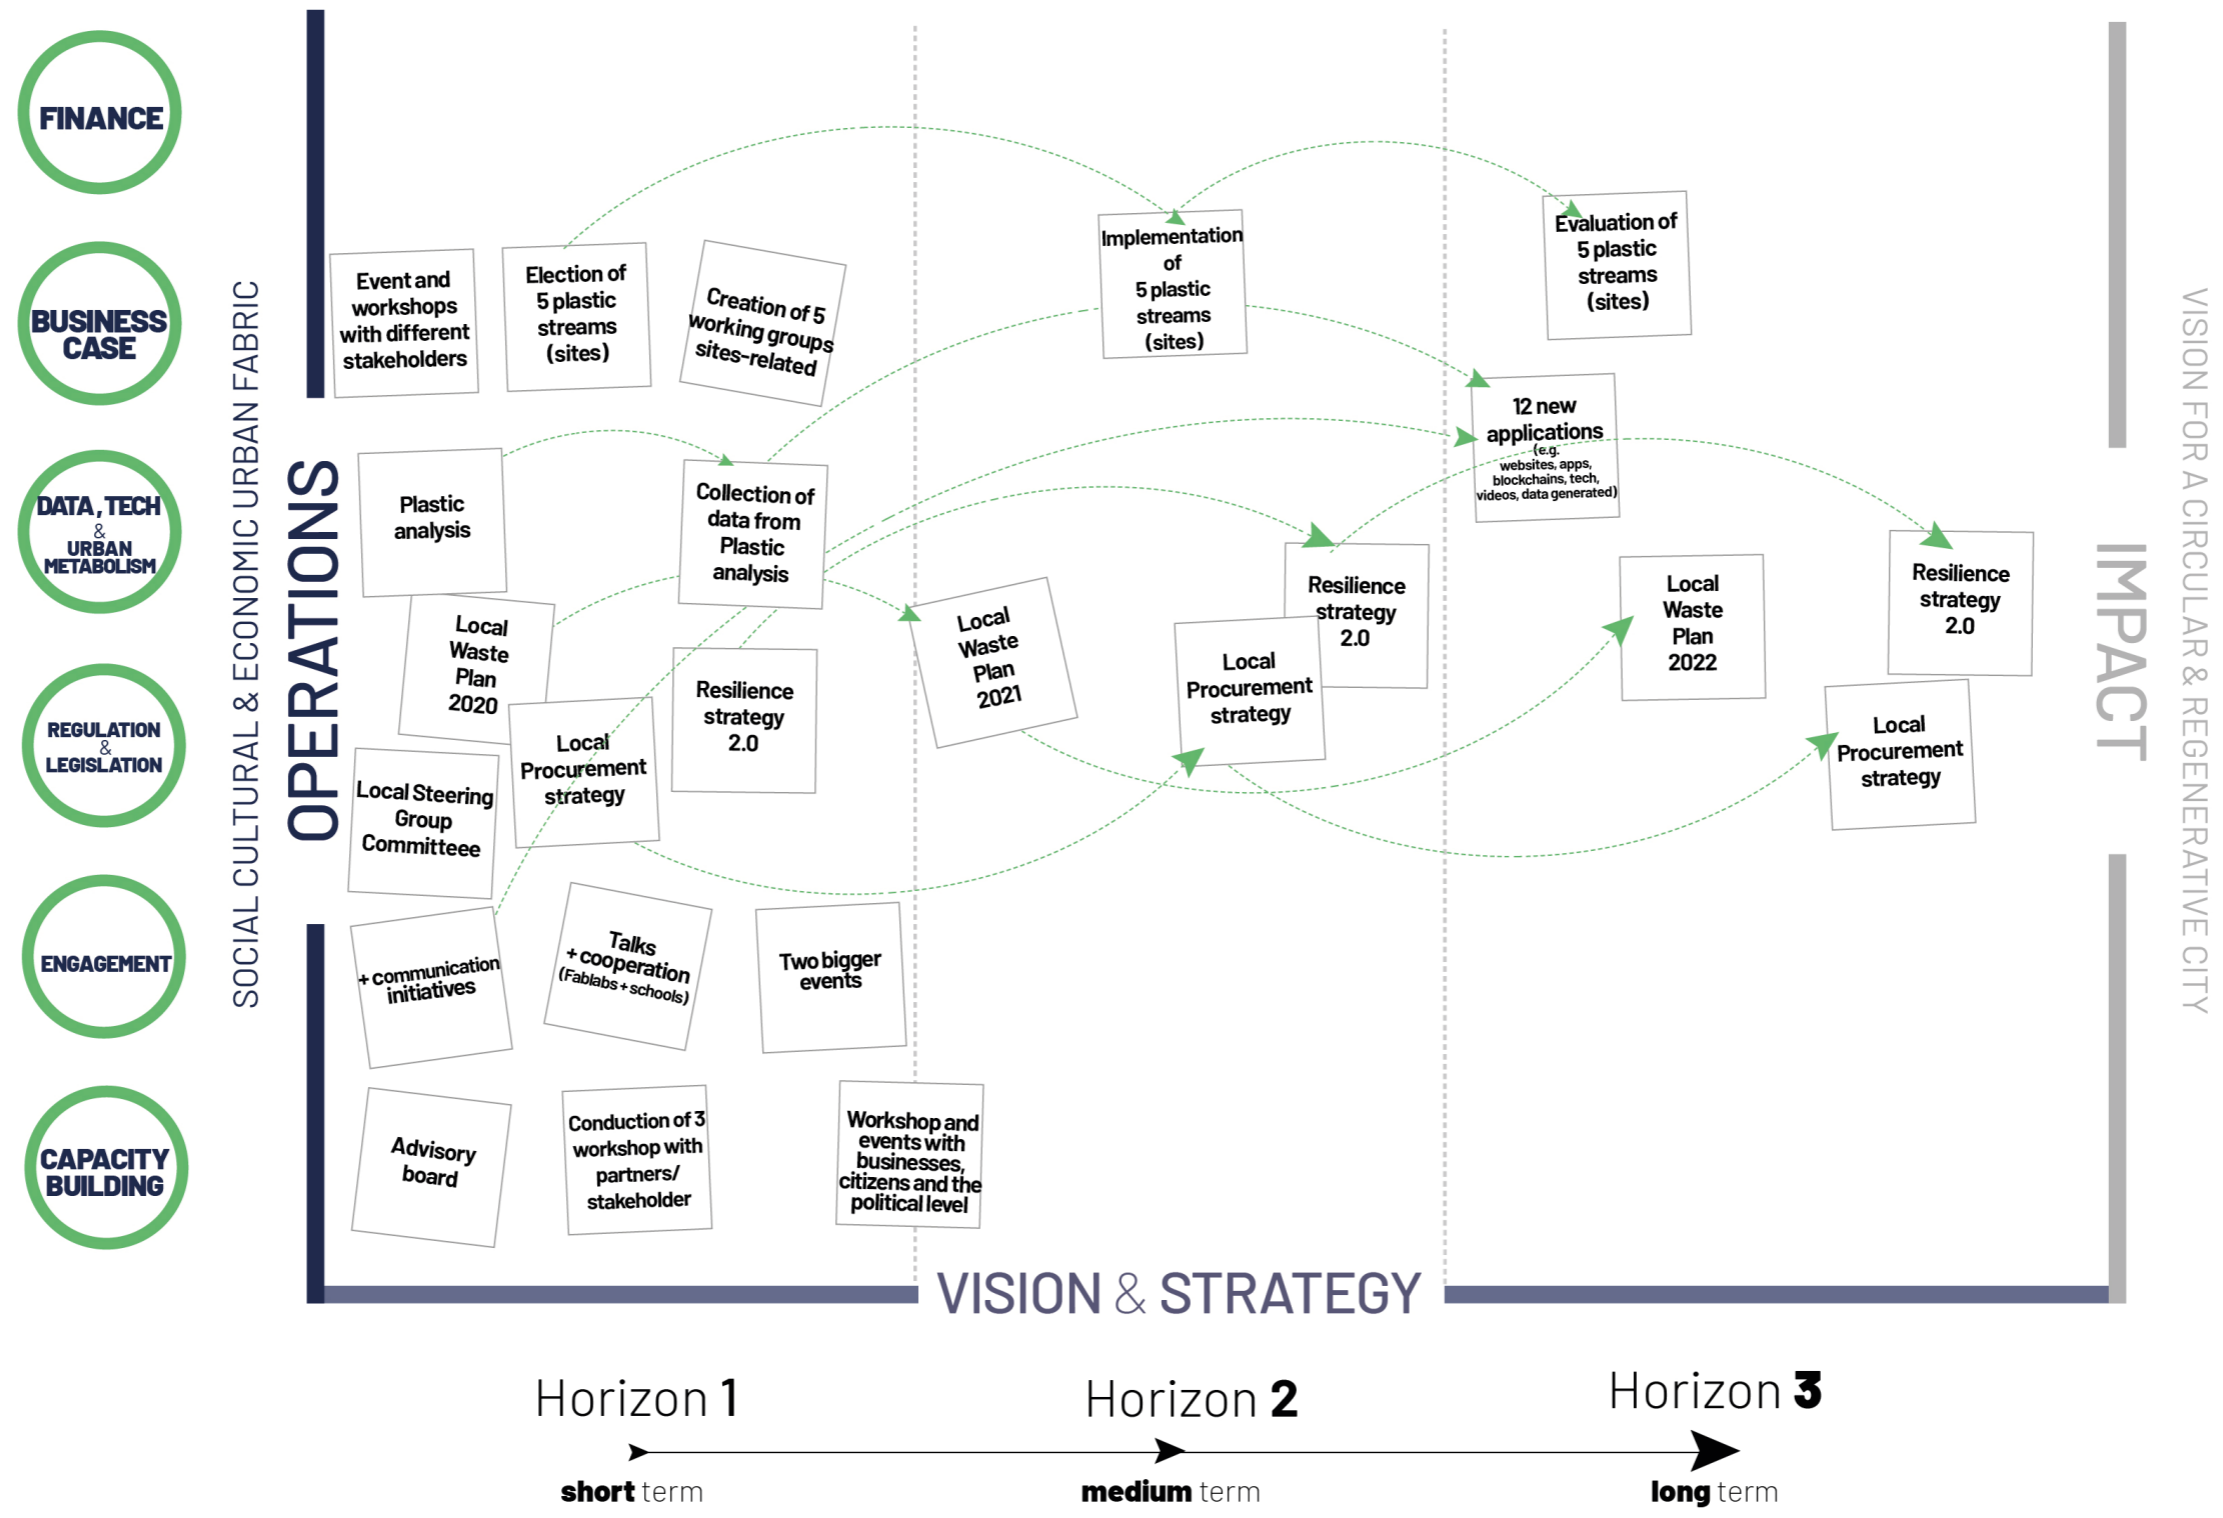 FINANCE
BUSINESS
CASE
DATA, TECH
&
URBAN
METABOLISM
REGULATION
&
LEGISLATION
ENGAGEMENT
CAPACITY
BUILDING
SOCIAL CULTURAL & ECONOMIC URBAN FABRIC
OPERATIONS
Event and
workshops
with different
stakeholders
Election of
5 plastic
streams
(sites)
Creation of 5
working groups
sites-related
Implementation
of
5 plastic
streams
(sites)
Evaluation of
5 plastic
streams
(sites)
12 new
applications
(e.g.
websites, apps,
blockchains, tech,
videos, data generated)
Plastic
analysis
Collection of
data from
Plastic
analysis
Local
Waste
Plan
2020
Local
Procurement
strategy
Resilience
strategy
2.0
Local Steering
Group
Committeee
Local
Waste
Plan
2021
Resilience
strategy
2.0
Local
Procurement
strategy
Local
Waste
Plan
2022
Resilience
strategy
2.0
Local
Procurement
strategy
+ communication
initiatives
Talks
+ cooperation
(Fablabs + schools)
Two bigger
events
Advisory
board
Conduction of 3
workshop with
partners/
stakeholder
Workshop and
events with
businesses,
citizens and the
political level
IMPACT
VISION FOR A CIRCULAR & REGENERATIVE CITY
VISION & STRATEGY
Horizon 1
Horizon 2
Horizon 3
short term
medium term
long term